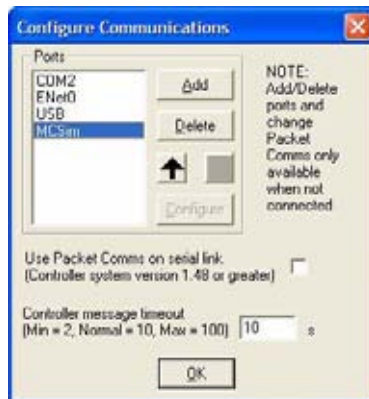 Configure Communications
Ports
COM2
ENet0
USB
MCSim
Add
Delete
Configure
NOTE:
Add/Delete
ports and
change
Packet
Comms only
available
when not
connected
Use Packet Comms on serial link.
(Controller system version 1.48 or greater)
Controller message timeout
(Min = 2, Normal = 10, Max = 100)
10
s
OK